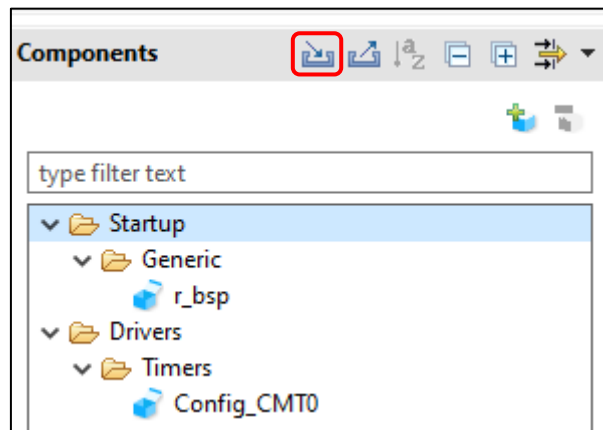 Components
type filter text
Startup
Generic
r_bsp
Drivers
Timers
Config_CMT0